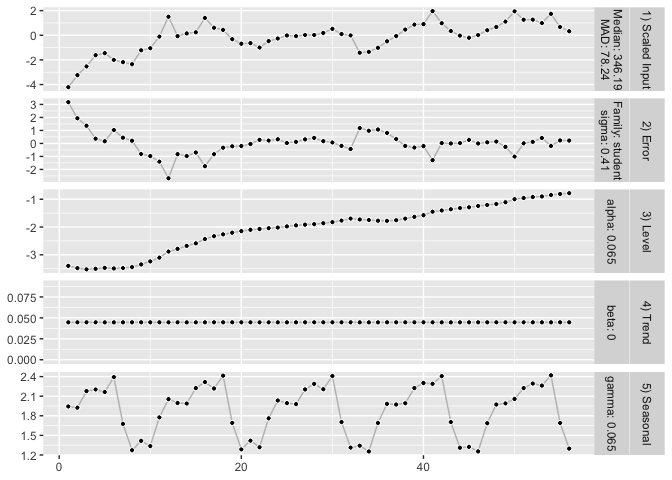 2
0
-2
-4
1) Scaled Input
Median: 346.19
MAD: 78.24
3
2
1
0
-1
-2
2) Error
Family: student
sigma: 0.41
-1
-2
-3
3) Level
alpha: 0.065
0.075
0.050
0.025
0.000
4) Trend
beta: 0
2.4
2.1
1.8
1.5
1.2
5) Seasonal
gamma: 0.065
0
20
40